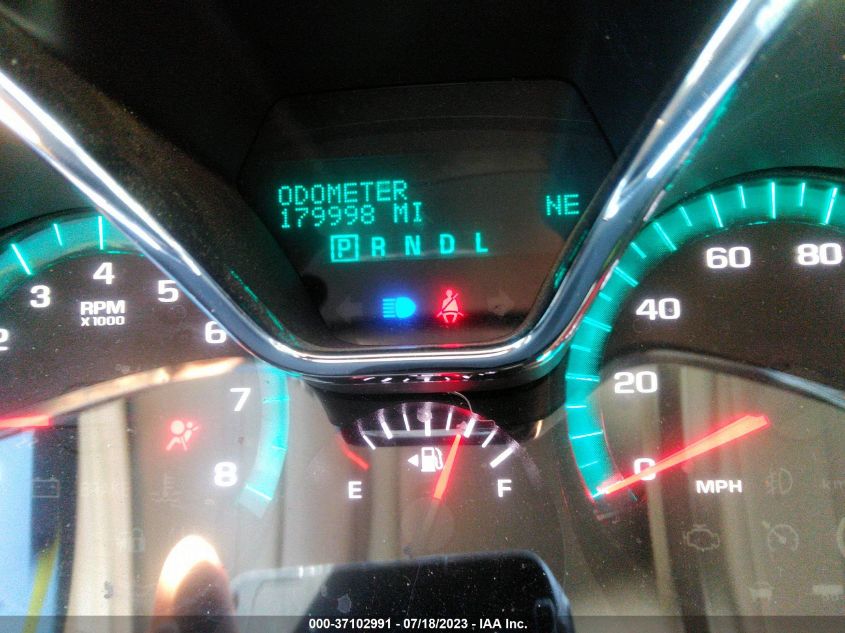 ODOMETER
179998 MI NE
P R N D L
3 4 5 6 7 8
RPM
X 1000
E F
0 20 40 60 80
MPH
000-37102991 - 07/18/2023 - IAA Inc.